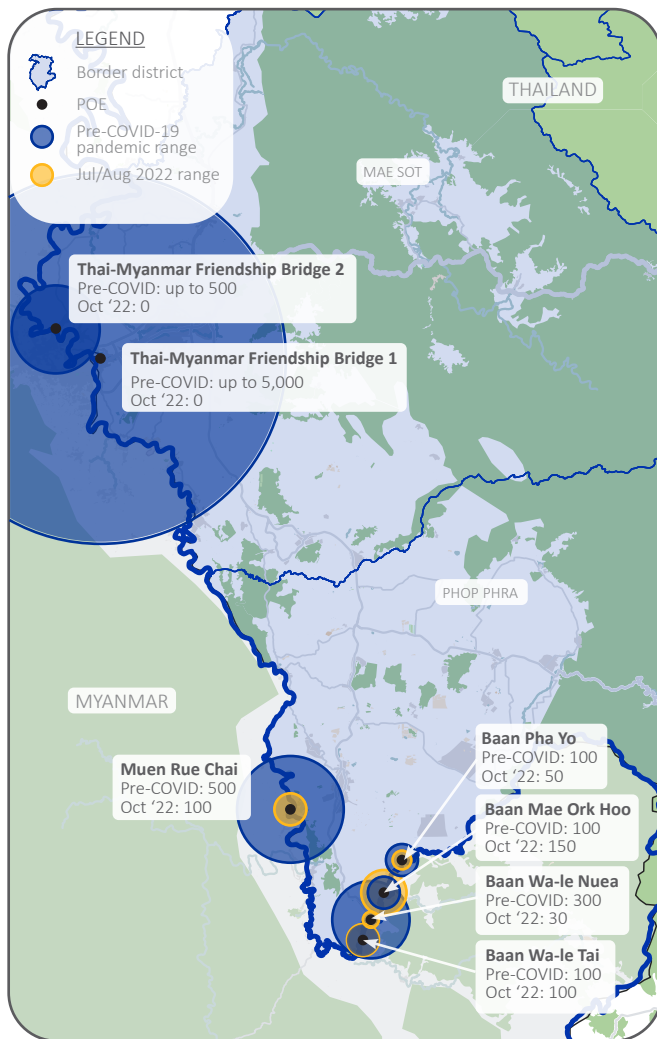 LEGEND
Border district
POE
Pre-COVID-19
pandemic range
Jul/Aug 2022 range
THAILAND
MAE SOT
Thai-Myanmar Friendship Bridge 2
Pre-COVID: up to 500
Oct ‘22: 0
Thai-Myanmar Friendship Bridge 1
Pre-COVID: up to 5,000
Oct ‘22: 0
PHOP PHRA
MYANMAR
Muen Rue Chai
Pre-COVID: 500
Oct ‘22: 100
Baan Pha Yo
Pre-COVID: 100
Oct ‘22: 50
Baan Mae Ork Hoo
Pre-COVID: 100
Oct ‘22: 150
Baan Wa-le Nuea
Pre-COVID: 300
Oct ‘22: 30
Baan Wa-le Tai
Pre-COVID: 100
Oct ‘22: 100